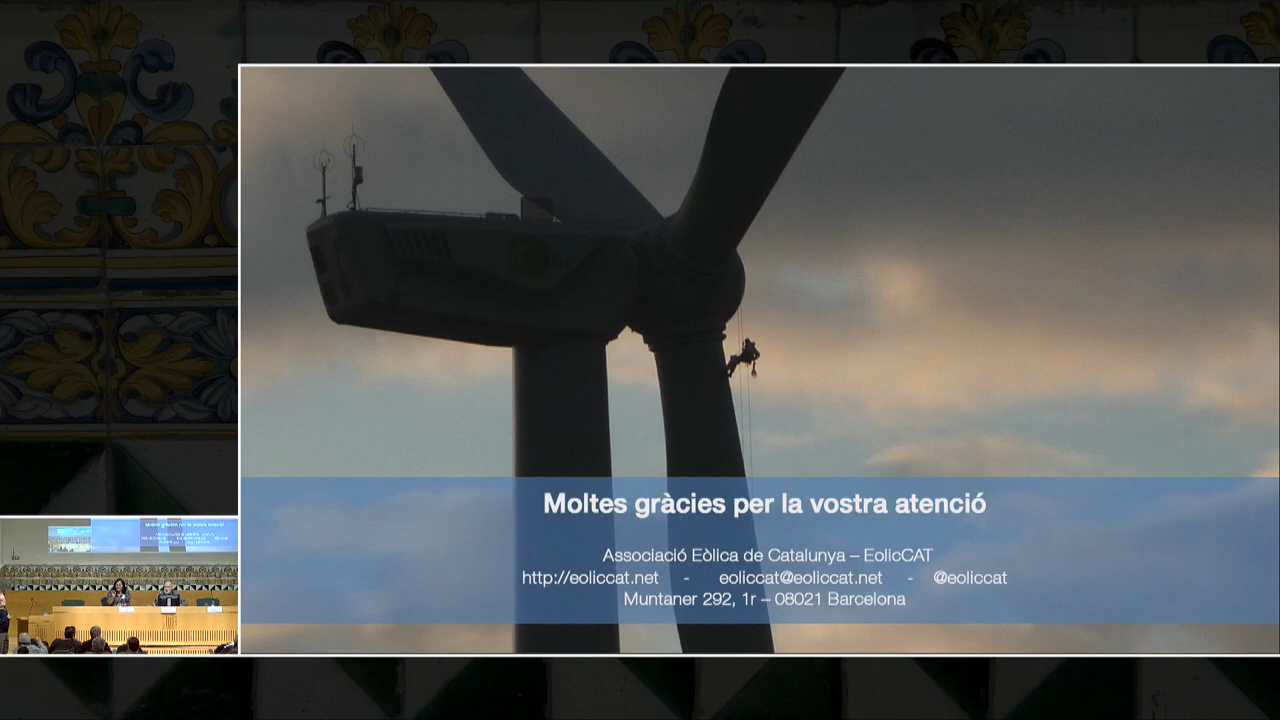 Moltes gràcies per la vostra atenció
Associació Eòlica de Catalunya – EolicCAT
http://eoliccat.net - eoliccat@eoliccat.net - @eoliccat
Muntaner 292, 1r – 08021 Barcelona